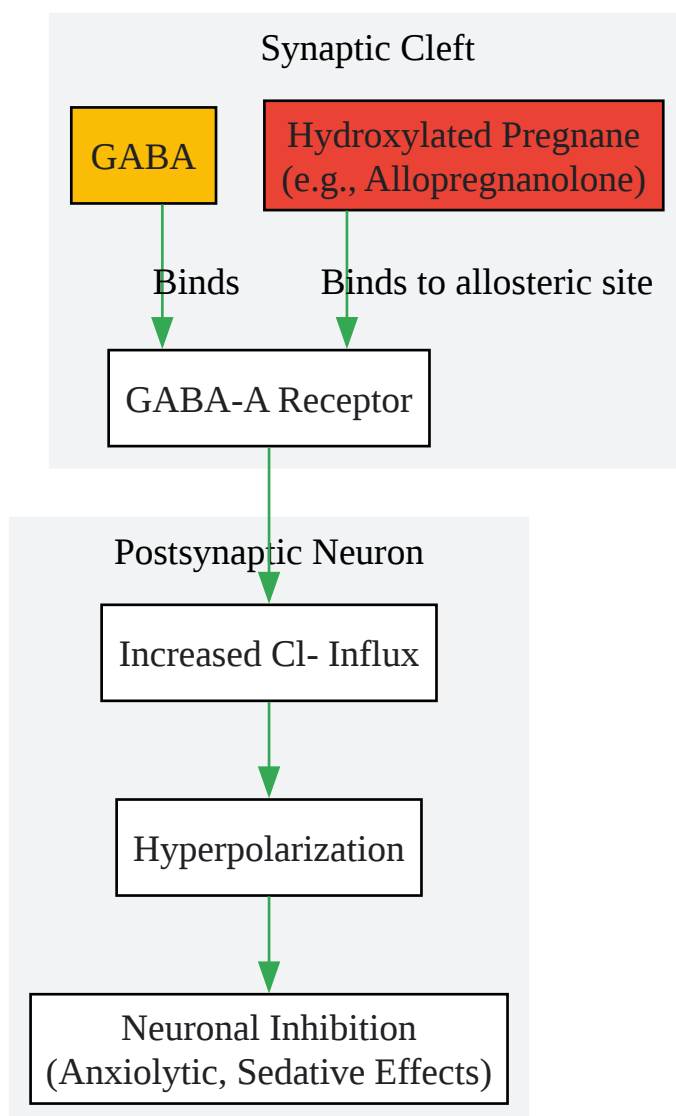 Synaptic Cleft
GABA
Hydroxylated Pregnane
(e.g., Allopregnanolone)
Binds
Binds to allosteric site
GABA-A Receptor
Postsynaptic Neuron
Increased Cl- Influx
Hyperpolarization
Neuronal Inhibition
(Anxiolytic, Sedative Effects)